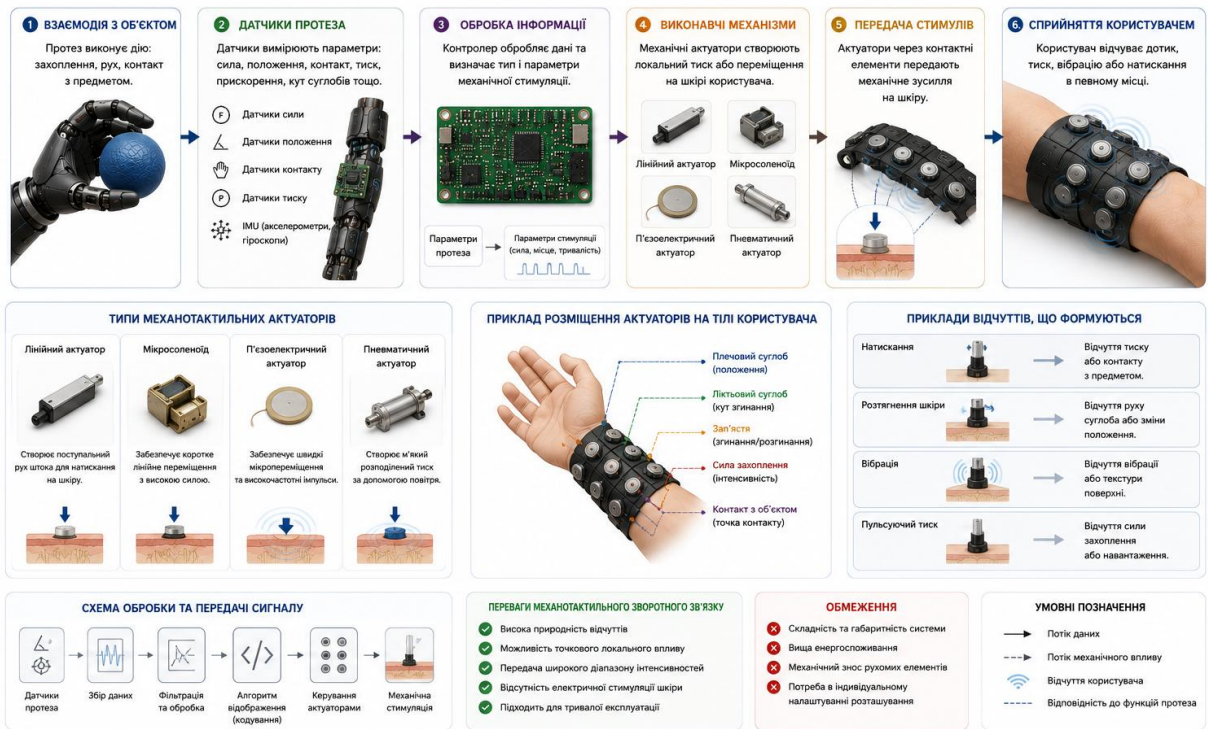 1 ВЗАЄМОДІЯ З ОБ'ЄКТОМ
Протез виконує дію:
захоплення, рух, контакт
з предметом.
2 ДАТЧИКИ ПРОТЕЗА
Датчики вимірюють параметри:
сила, положення, контакт, тиск,
прискорення, кут суглобів тощо.
F Датчики сили
Датчики положення
Датчики контакту
P Датчики тиску
IMU (акселерометри,
гіроскопи)
3 ОБРОБКА ІНФОРМАЦІЇ
Контролер обробляє дані та
визначає тип і параметри
механічної стимуляції.
Параметри
протеза
Параметри стимуляції
(сила, місце, тривалість)
4 ВИКОНАВЧІ МЕХАНІЗМИ
Механічні актуатори створюють
локальний тиск або переміщення
на шкірі користувача.
Лінійний актуатор
Мікросоленоїд
П'єзоелектричний
актуатор
Пневматичний
актуатор
5 ПЕРЕДАЧА СТИМУЛІВ
Актуатори через контактні
елементи передають
механічне зусилля
на шкіру.
6. СПРИЙНЯТТЯ КОРИСТУВАЧЕМ
Користувач відчуває дотик,
тиск, вібрацію або натискання
в певному місці.
ТИПИ МЕХАНОТАКТИЛЬНИХ АКТУАТОРІВ
Лінійний актуатор
Створює поступальний
рух штока для натискання
на шкіру.
Мікросоленоїд
Забезпечує коротке
лінійне переміщення
з високою силою.
П'єзоелектричний
актуатор
Забезпечує швидкі
мікропереміщення
та високочастотні імпульси.
Пневматичний
актуатор
Створює м'який
розподілений тиск
за допомогою повітря.
ПРИКЛАД РОЗМІЩЕННЯ АКТУАТОРІВ НА ТІЛІ КОРИСТУВАЧА
Плечовий суглоб
(положення)
Ліктьовий суглоб
(кут згинання)
Зап'ястя
(згинання/розгинання)
Сила захоплення
(інтенсивність)
Контакт з об'єктом
(точка контакту)
ПРИКЛАДИ ВІДЧУТТІВ, ЩО ФОРМУЮТЬСЯ
Натискання
Відчуття тиску
або контакту
з предметом.
Розтягнення шкіри
Відчуття руху
суглоба або зміни
положення.
Вібрація
Відчуття вібрації
або текстури
поверхні.
Пульсуючий тиск
Відчуття сили
захоплення
або навантаження.
СХЕМА ОБРОБКИ ТА ПЕРЕДАЧІ СИГНАЛУ
Датчики
протеза
Збір даних
Фільтрація
та обробка
Алгоритм
відображення
(кодування)
Керування
актуаторами
Механічна
стимуляція
ПЕРЕВАГИ МЕХАНОТАКТИЛЬНОГО ЗВОРОТНОГО ЗВ'ЯЗКУ
Висока природність відчуттів
Можливість точкового локального впливу
Передача широкого діапазону інтенсивностей
Відсутність електричної стимуляції шкіри
Підходить для тривалої експлуатації
ОБМЕЖЕННЯ
Складність та габаритність системи
Вища енергоспоживання
Механічний знос рухомих елементів
Потреба в індивідуальному
налаштуванні розташування
УМОВНІ ПОЗНАЧЕННЯ
Потік даних
Потік механічного впливу
Відчуття користувача
Відповідність до функцій протеза